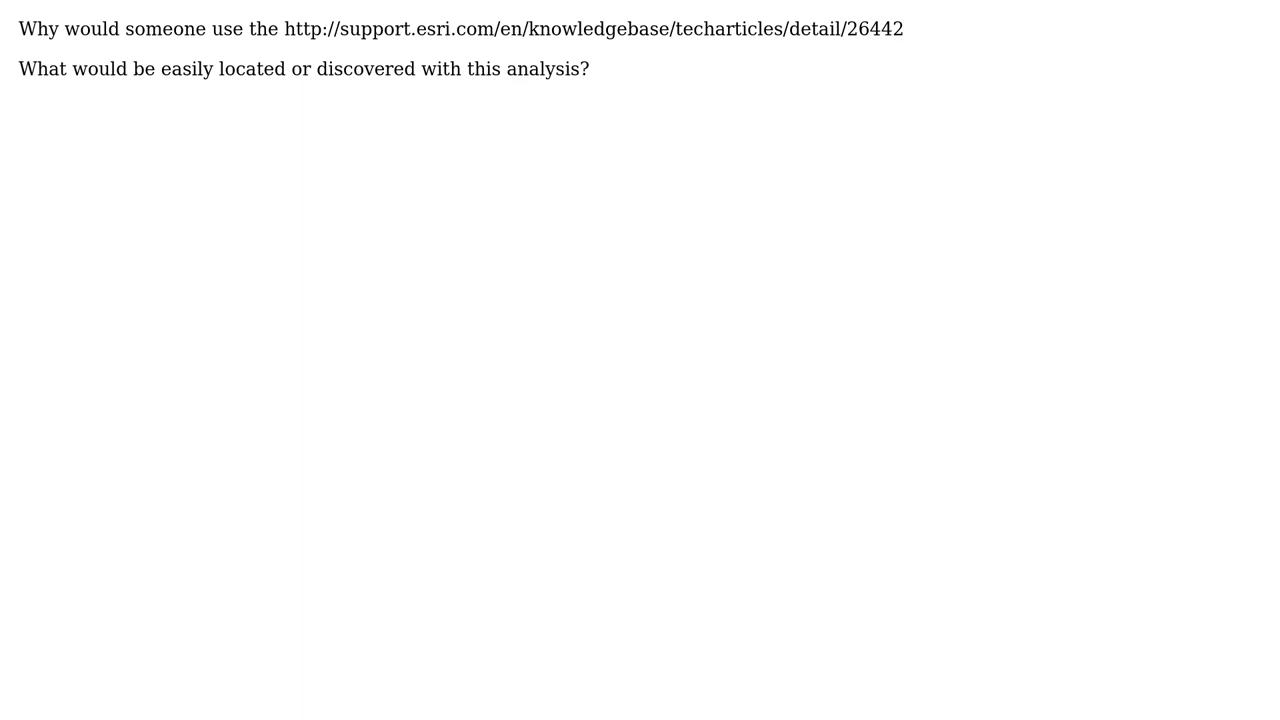 Why would someone use the http://support.esri.com/en/knowledgebase/techarticles/detail/26442
What would be easily located or discovered with this analysis?